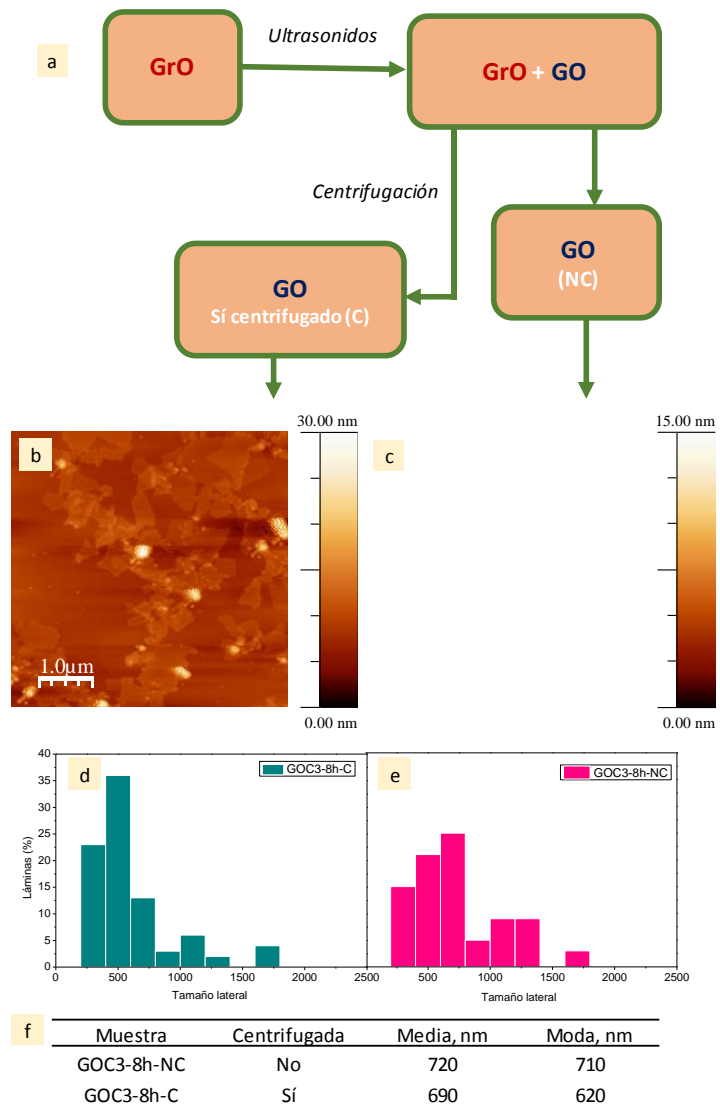 a
GrO
Ultrasonidos
GrO + GO
Centrifugación
GO
Sí centrifugado (C)
GO
(NC)
b
1.0µm
30.00 nm
0.00 nm
c
15.00 nm
0.00 nm
d
GOC3-8h-C
Láminas (%)
40
35
30
25
20
15
10
5
0
0 500 1000 1500 2000 2500
Tamaño lateral
e
GOC3-8h-NC
500 1000 1500 2000 2500
Tamaño lateral
f
Muestra Centrifugada Media, nm Moda, nm
GOC3-8h-NC No 720 710
GOC3-8h-C Sí 690 620